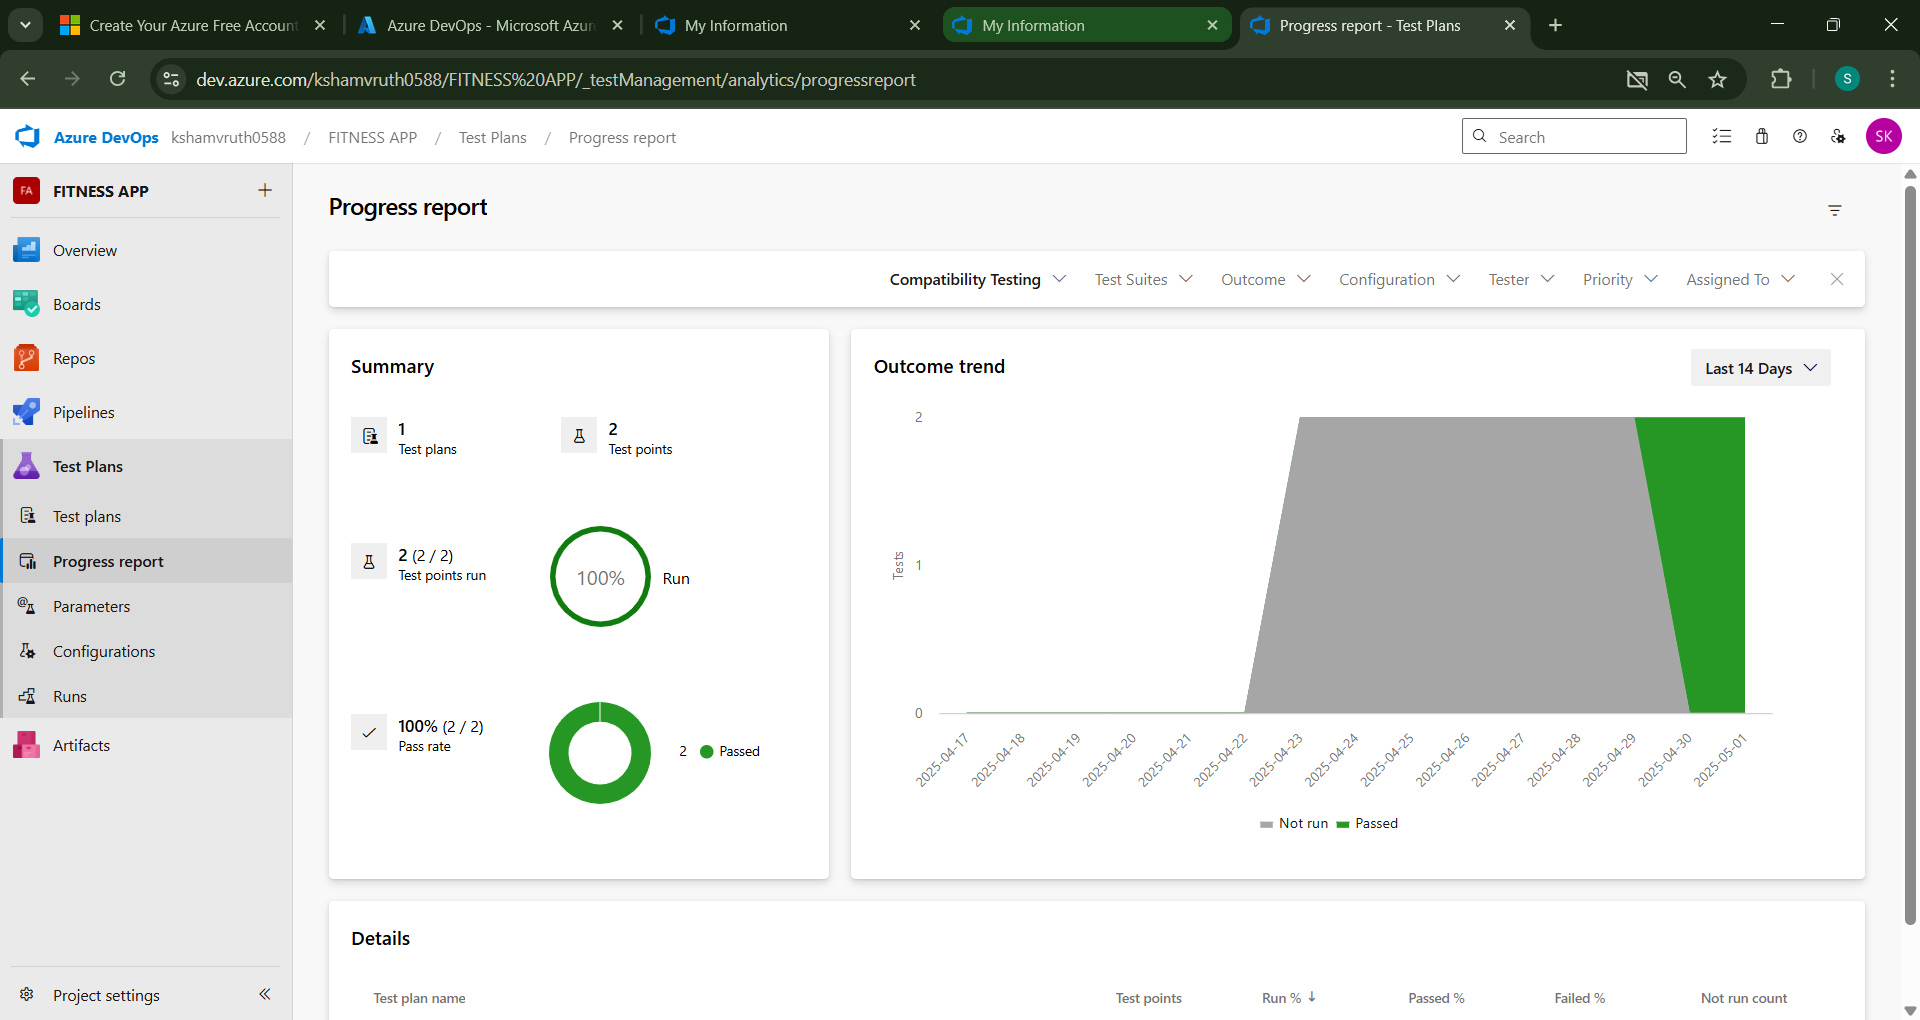 Create Your Azure Free Account
Azure DevOps - Microsoft Azure
My Information
My Information
Progress report - Test Plans
dev.azure.com/kshamvruth0588/FITNESS%20APP/_testManagement/analytics/progressreport
S
Azure DevOps kshamvruth0588 / FITNESS APP / Test Plans / Progress report
Search
SK
FA FITNESS APP
Overview
Boards
Repos
Pipelines
Test Plans
Test plans
Progress report
Parameters
Configurations
Runs
Artifacts
Project settings
Progress report
Compatibility Testing Test Suites Outcome Configuration Tester Priority Assigned To
Summary
1
Test plans
2
Test points
2 (2 / 2)
Test points run
100%
Run
100% (2 / 2)
Pass rate
2 Passed
Outcome trend
Last 14 Days
2
1
0
Tests
2025-04-17
2025-04-18
2025-04-19
2025-04-20
2025-04-21
2025-04-22
2025-04-23
2025-04-24
2025-04-25
2025-04-26
2025-04-27
2025-04-28
2025-04-29
2025-04-30
2025-05-01
Not run Passed
Details
Test plan name Test points Run % Passed % Failed % Not run count